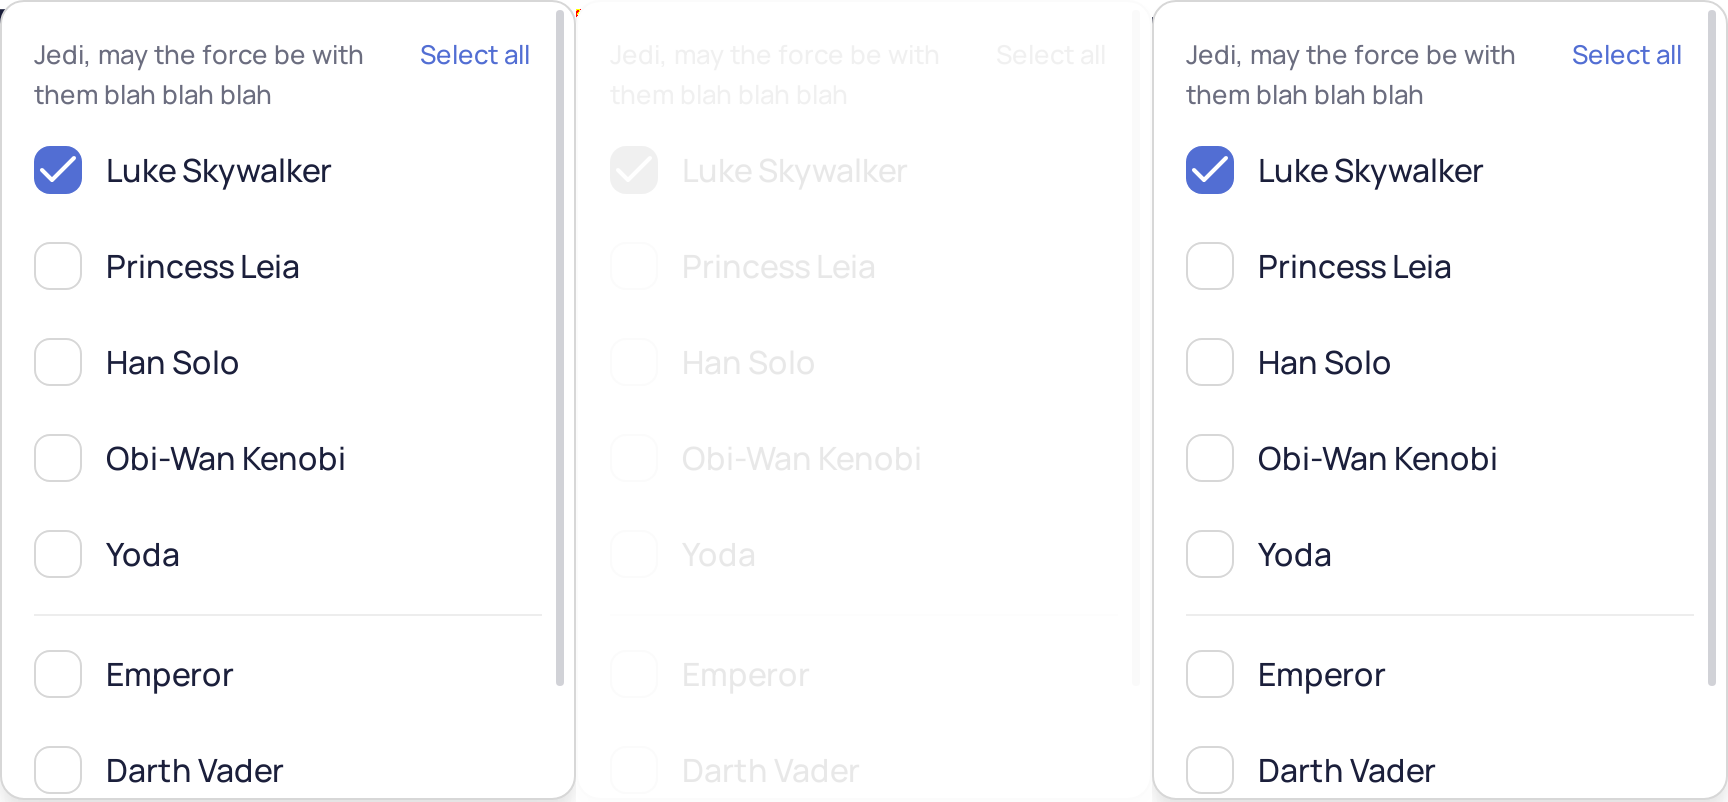 Jedi, may the force be with Select all
them blah blah blah
Luke Skywalker
Princess Leia
Han Solo
Obi-Wan Kenobi
Yoda
Emperor
Darth Vader
Jedi, may the force be with Select all
them blah blah blah
Luke Skywalker
Princess Leia
Han Solo
Obi-Wan Kenobi
Yoda
Emperor
Darth Vader
Jedi, may the force be with Select all
them blah blah blah
Luke Skywalker
Princess Leia
Han Solo
Obi-Wan Kenobi
Yoda
Emperor
Darth Vader